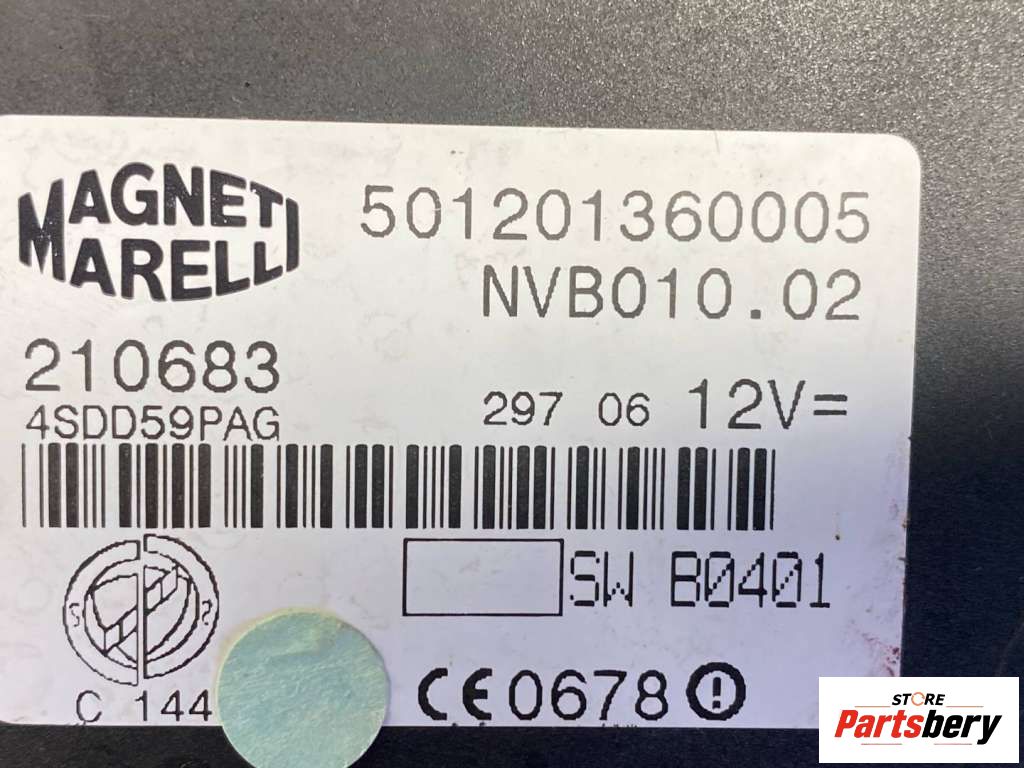 MAGNETI
MARELLI
501201360005
NVB010.02
210683
4SDD59PAG
297 06 12V=
SW B0401
C 144
CE0678
STORE
Partsbery